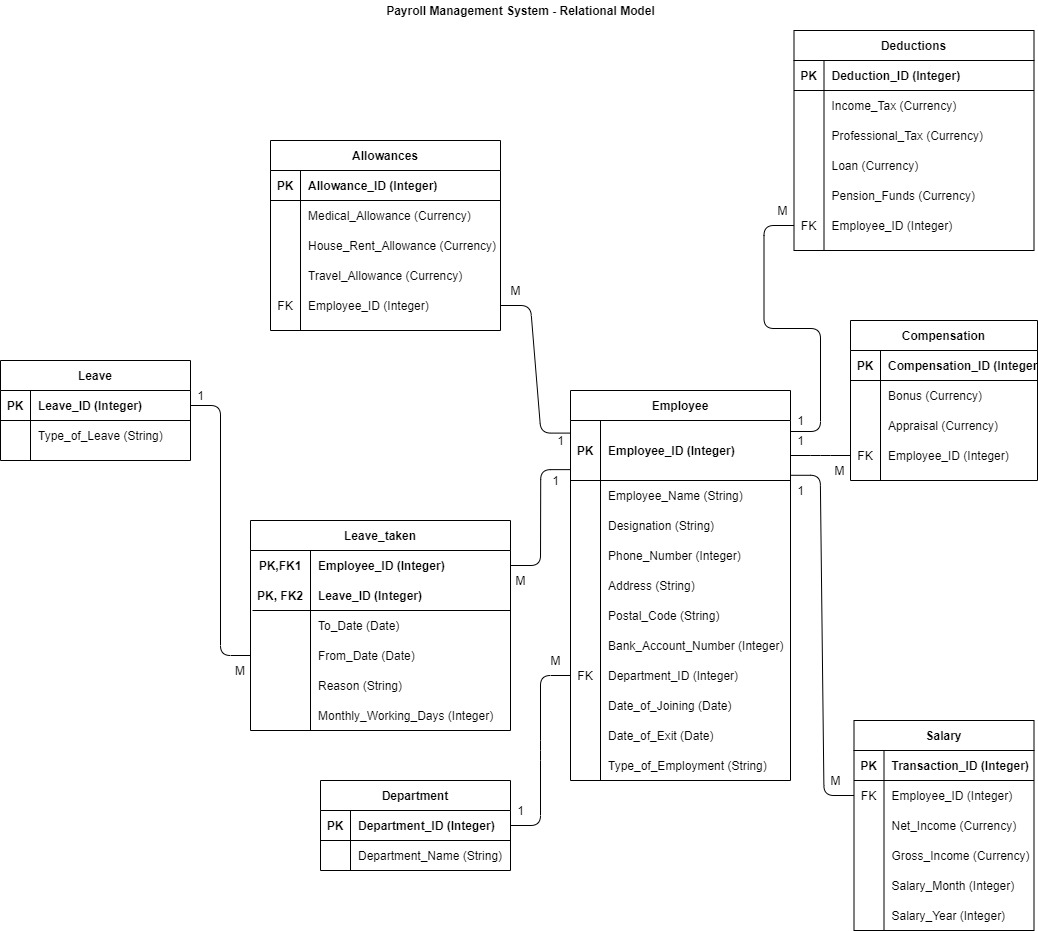 Payroll Management System - Relational Model
Deductions
PK Deduction_ID (Integer)
Income_Tax (Currency)
Professional_Tax (Currency)
Loan (Currency)
Pension_Funds (Currency)
FK Employee_ID (Integer)
M
Allowances
PK Allowance_ID (Integer)
Medical_Allowance (Currency)
House_Rent_Allowance (Currency)
Travel_Allowance (Currency)
FK Employee_ID (Integer)
M
Compensation
PK Compensation_ID (Integer
Bonus (Currency)
Appraisal (Currency)
FK Employee_ID (Integer)
M
Leave
PK Leave_ID (Integer)
Type_of_Leave (String)
1
Employee
PK Employee_ID (Integer)
Employee_Name (String)
Designation (String)
Phone_Number (Integer)
Address (String)
Postal_Code (String)
Bank_Account_Number (Integer)
FK Department_ID (Integer)
Date_of_Joining (Date)
Date_of_Exit (Date)
Type_of_Employment (String)
1
1
1
1
1
M
Leave_taken
PK,FK1 Employee_ID (Integer)
PK, FK2 Leave_ID (Integer)
To_Date (Date)
From_Date (Date)
Reason (String)
Monthly_Working_Days (Integer)
M
M
Department
PK Department_ID (Integer)
Department_Name (String)
1
Salary
PK Transaction_ID (Integer)
FK Employee_ID (Integer)
Net_Income (Currency)
Gross_Income (Currency)
Salary_Month (Integer)
Salary_Year (Integer)
M